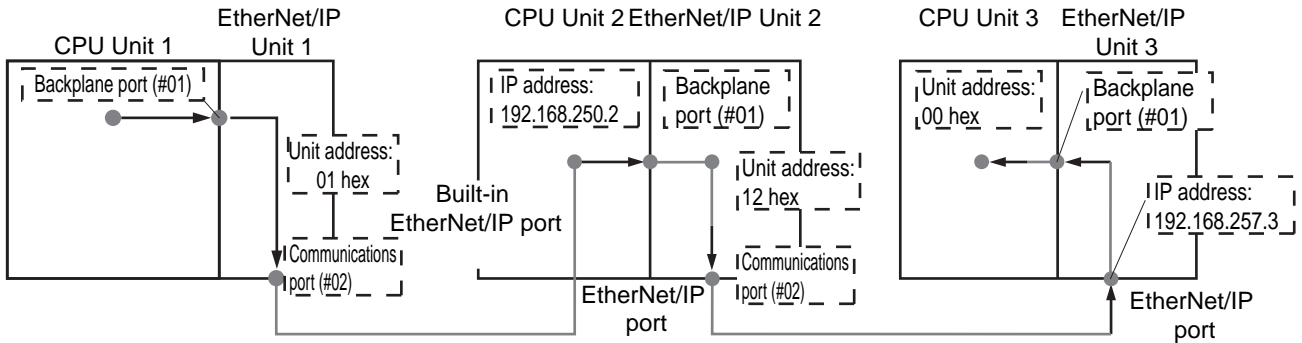 CPU Unit 1
EtherNet/IP
Unit 1
Backplane port (#01)
Unit address:
01 hex
Communications
port (#02)
CPU Unit 2
EtherNet/IP Unit 2
IP address:
192.168.250.2
Backplane
port (#01)
Unit address:
12 hex
Built-in
EtherNet/IP port
Communications
port (#02)
EtherNet/IP
port
CPU Unit 3
EtherNet/IP
Unit 3
Unit address:
00 hex
Backplane
port (#01)
IP address:
192.168.257.3
EtherNet/IP
port